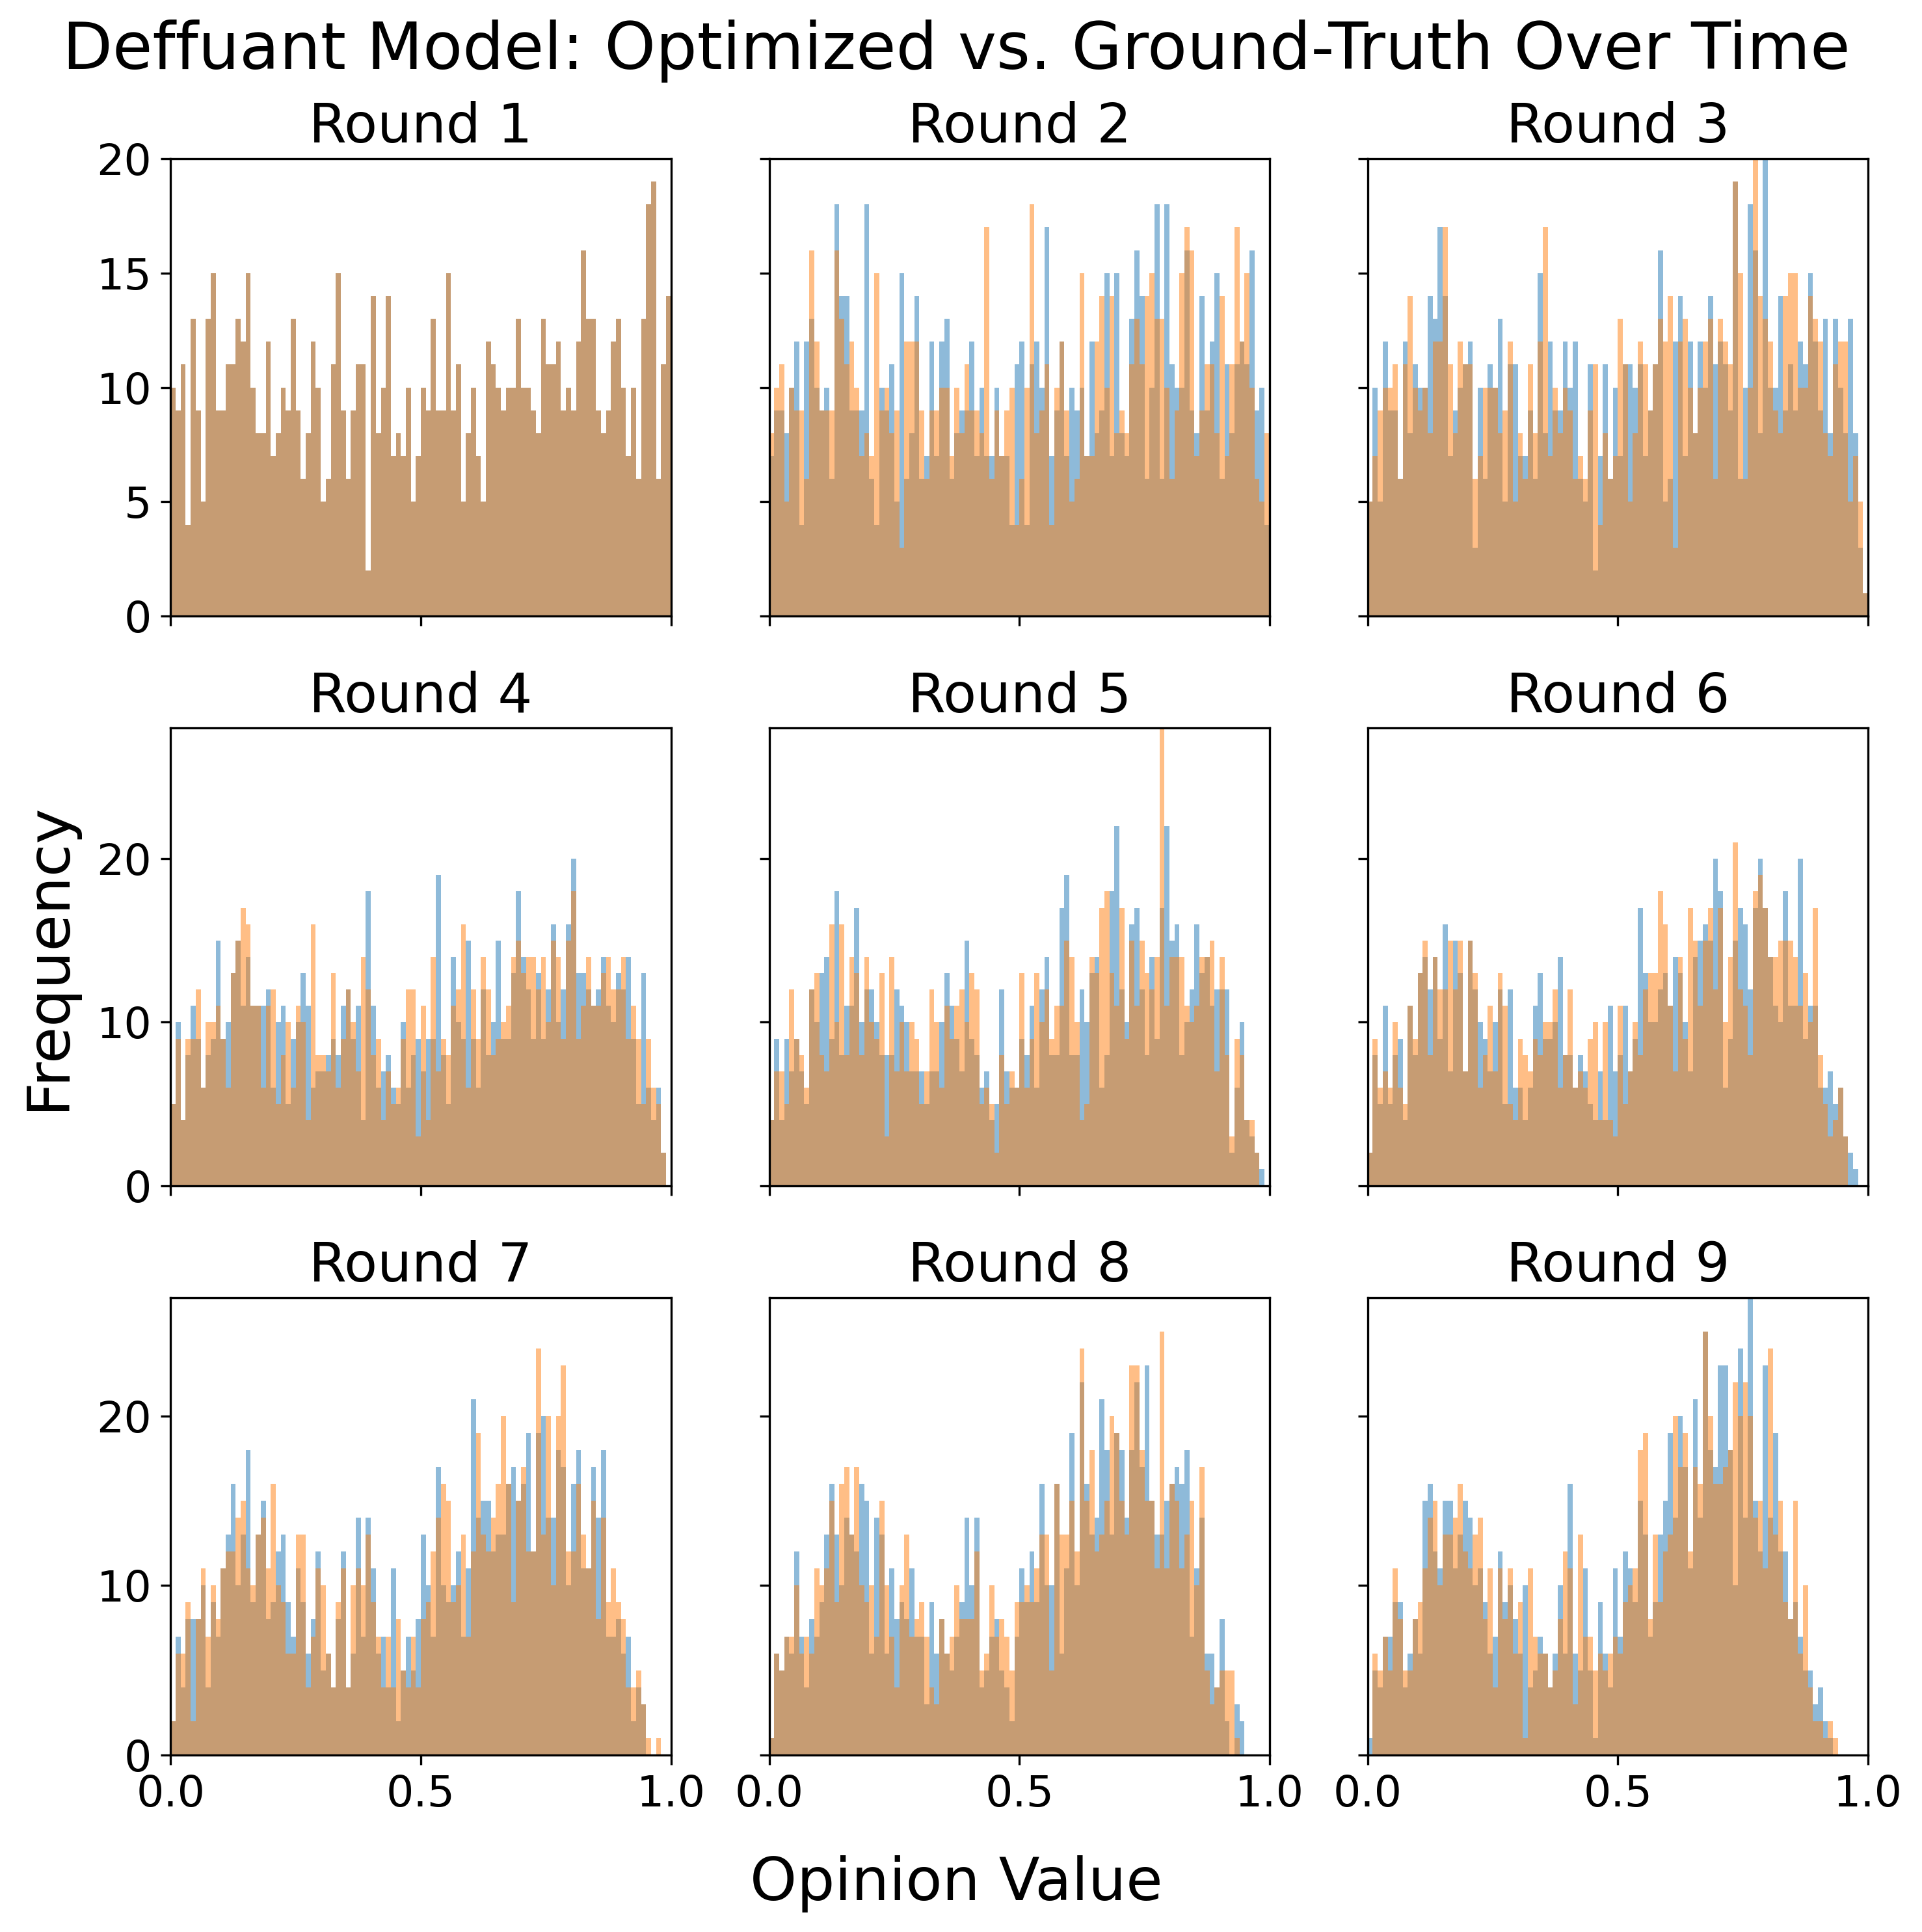 Deffuant Model: Optimized vs. Ground-Truth Over Time
Round 1
Round 2
Round 3
20
15
10
5
0
Round 4
Round 5
Round 6
Frequency
20
10
0
Round 7
Round 8
Round 9
20
10
0
0.0 0.5 1.0 0.0 0.5 1.0 0.0 0.5 1.0
Opinion Value